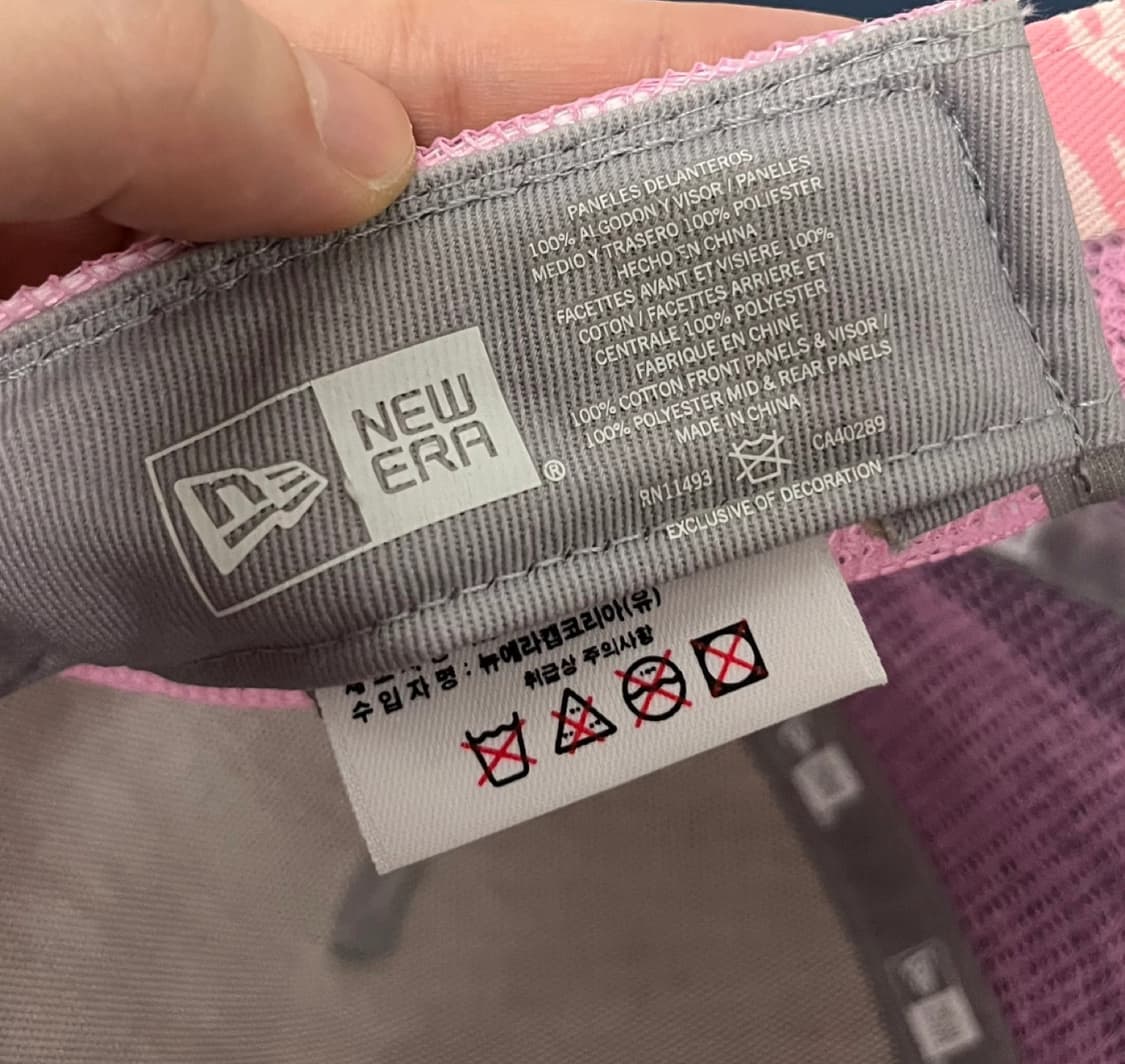 PANELES DELANTEROS
100% ALGODON Y VISOR / PANELES
MEDIO Y TRASERO 100% POLIESTER
HECHO EN CHINA
FACETTES AVANT ET VISIERE 100%
COTON / FACETTES ARRIERE ET
CENTRALE 100% POLYESTER
FABRIQUE EN CHINE
100% COTTON FRONT PANELS & VISOR /
100% POLYESTER MID & REAR PANELS
MADE IN CHINA
RN11493 CA40289
EXCLUSIVE OF DECORATION
NEW
ERA
®
수입자명 : 뉴에라캡코리아(유)
취급상 주의사항